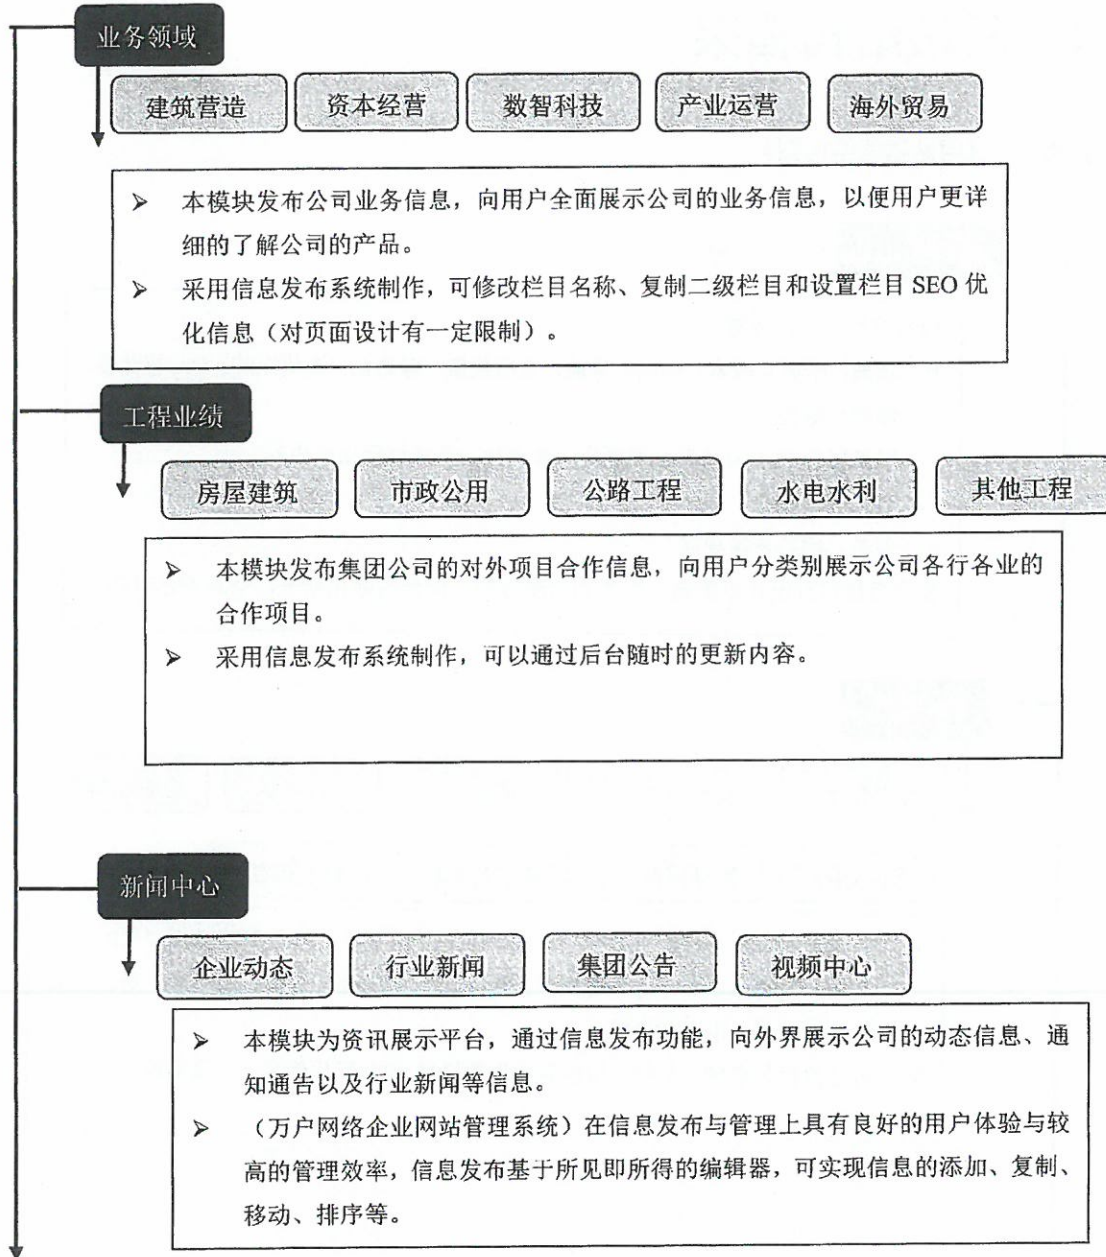 业务领域
建筑营造 资本经营 数智科技 产业运营 海外贸易
➢ 本模块发布公司业务信息，向用户全面展示公司的业务信息，以便用户更详
细的了解公司的产品。
➢ 采用信息发布系统制作，可修改栏目名称、复制二级栏目和设置栏目 SEO 优
化信息（对页面设计有一定限制）。
工程业绩
房屋建筑 市政公用 公路工程 水电水利 其他工程
➢ 本模块发布集团公司的对外项目合作信息，向用户分类别展示公司各行各业的
合作项目。
➢ 采用信息发布系统制作，可以通过后台随时的更新内容。
新闻中心
企业动态 行业新闻 集团公告 视频中心
➢ 本模块为资讯展示平台，通过信息发布功能，向外界展示公司的动态信息、通
知通告以及行业新闻等信息。
➢ （万户网络企业网站管理系统）在信息发布与管理上具有良好的用户体验与较
高的管理效率，信息发布基于所见即所得的编辑器，可实现信息的添加、复制、
移动、排序等。